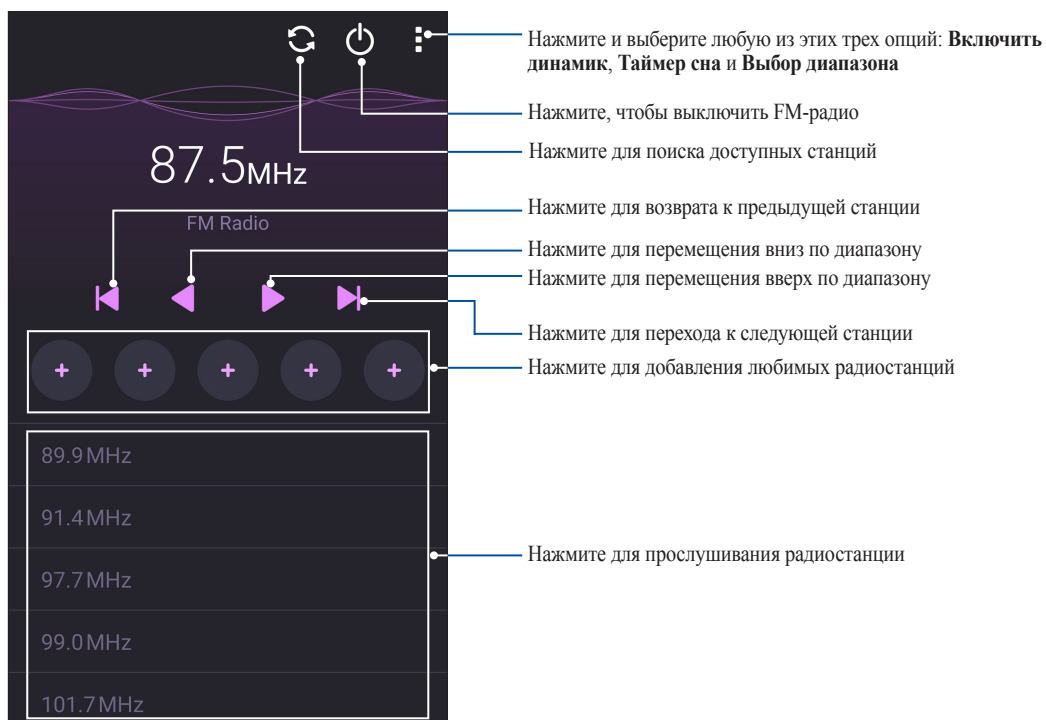 Нажмите и выберите любую из этих трех опций: Включить
динамик, Таймер сна и Выбор диапазона
Нажмите, чтобы выключить FM-радио
Нажмите для поиска доступных станций
87.5MHz
FM Radio
Нажмите для возврата к предыдущей станции
Нажмите для перемещения вниз по диапазону
Нажмите для перемещения вверх по диапазону
Нажмите для перехода к следующей станции
Нажмите для добавления любимых радиостанций
89.9MHz
91.4MHz
Нажмите для прослушивания радиостанции
97.7MHz
99.0MHz
101.7MHz